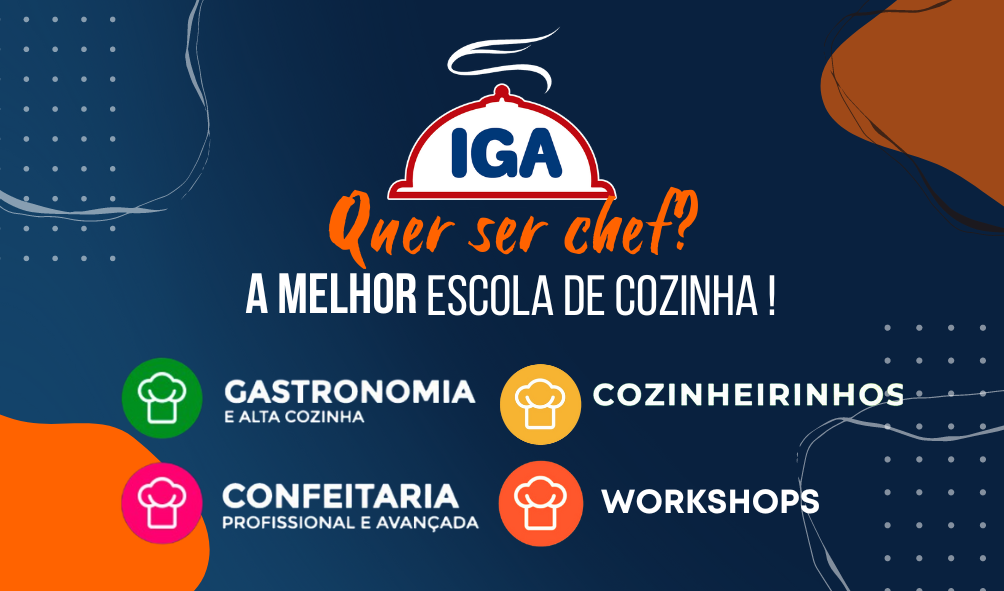 IGA
Quer ser chef?
A MELHOR ESCOLA DE COZINHA !
GASTRONOMIA
E ALTA COZINHA
COZINHEIRINHOS
CONFEITARIA
PROFISSIONAL E AVANÇADA
WORKSHOPS